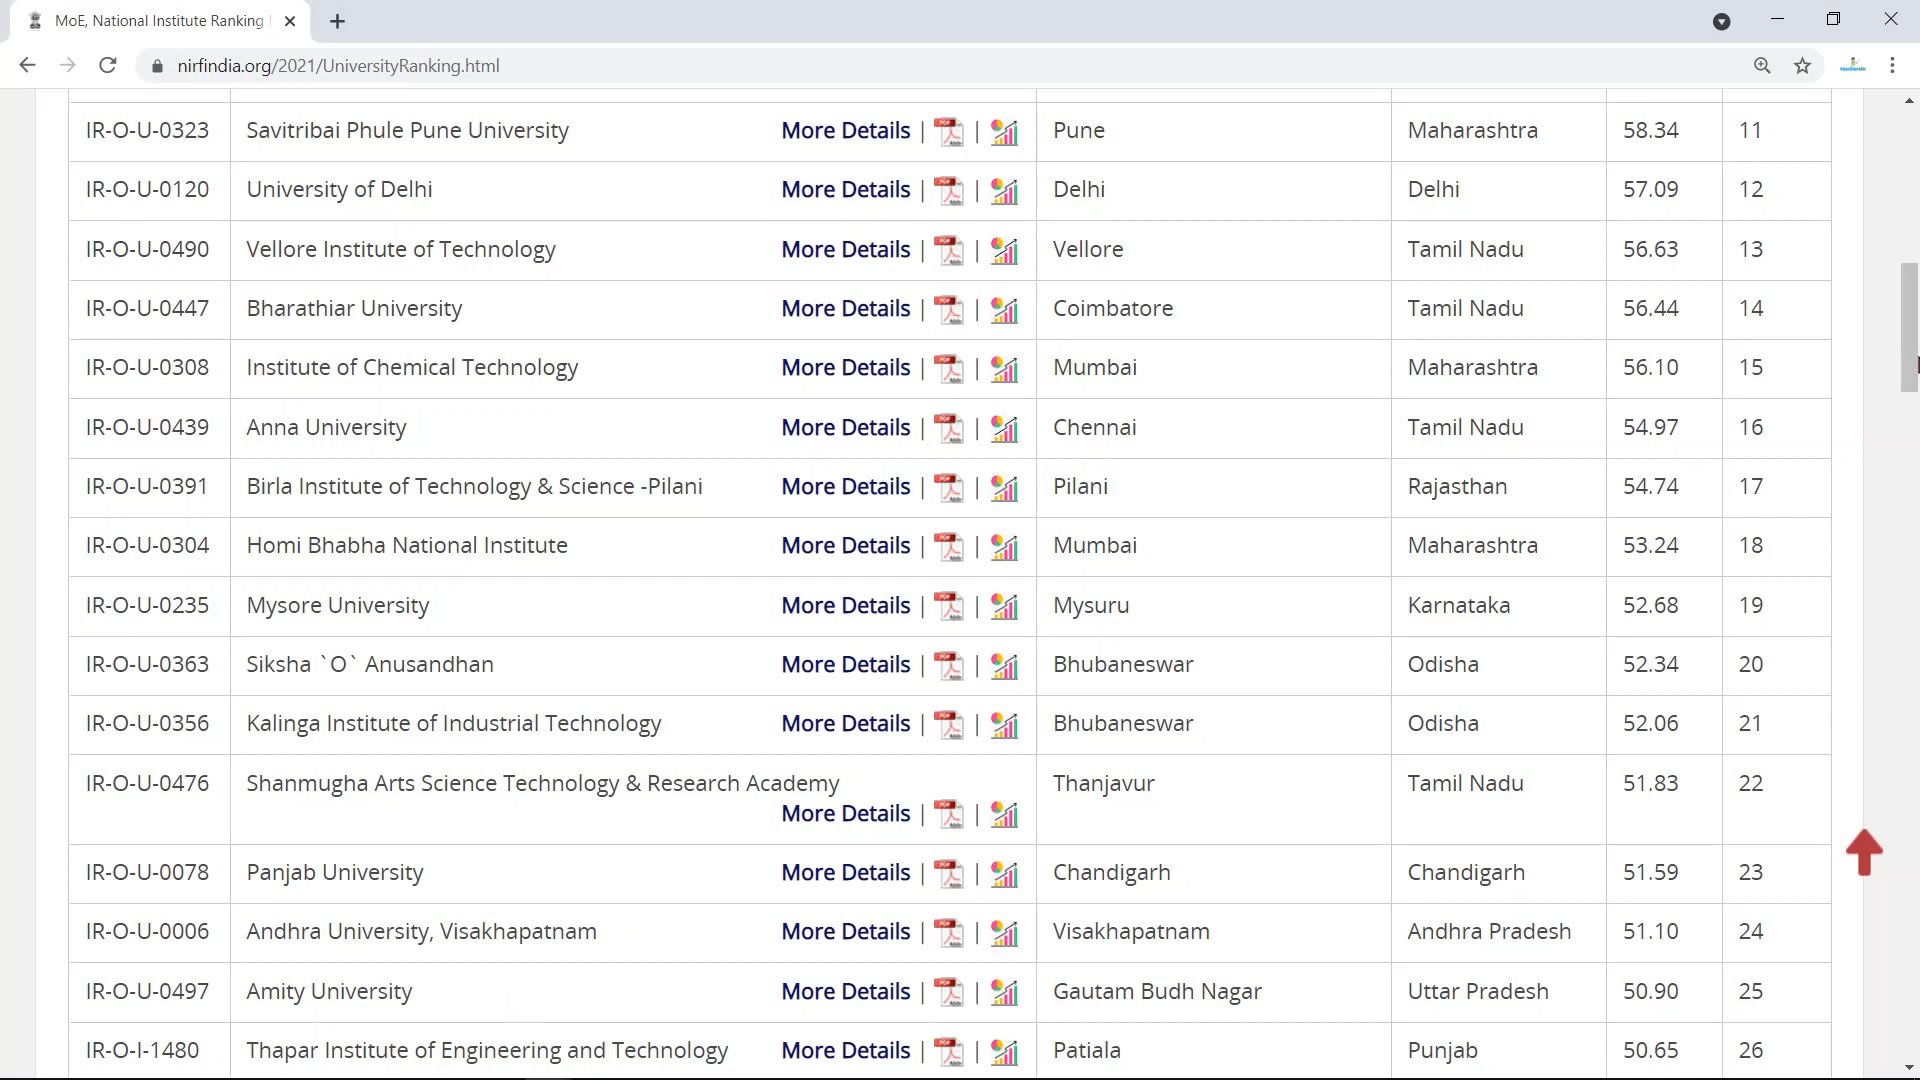 MoE, National Institute Ranking
nirfindia.org/2021/UniversityRanking.html
IR-O-U-0323 Savitribai Phule Pune University More Details | | Pune Maharashtra 58.34 11
IR-O-U-0120 University of Delhi More Details | | Delhi Delhi 57.09 12
IR-O-U-0490 Vellore Institute of Technology More Details | | Vellore Tamil Nadu 56.63 13
IR-O-U-0447 Bharathiar University More Details | | Coimbatore Tamil Nadu 56.44 14
IR-O-U-0308 Institute of Chemical Technology More Details | | Mumbai Maharashtra 56.10 15
IR-O-U-0439 Anna University More Details | | Chennai Tamil Nadu 54.97 16
IR-O-U-0391 Birla Institute of Technology & Science -Pilani More Details | | Pilani Rajasthan 54.74 17
IR-O-U-0304 Homi Bhabha National Institute More Details | | Mumbai Maharashtra 53.24 18
IR-O-U-0235 Mysore University More Details | | Mysuru Karnataka 52.68 19
IR-O-U-0363 Siksha `O` Anusandhan More Details | | Bhubaneswar Odisha 52.34 20
IR-O-U-0356 Kalinga Institute of Industrial Technology More Details | | Bhubaneswar Odisha 52.06 21
IR-O-U-0476 Shanmugha Arts Science Technology & Research Academy Thanjavur Tamil Nadu 51.83 22
More Details | |
IR-O-U-0078 Panjab University More Details | | Chandigarh Chandigarh 51.59 23
IR-O-U-0006 Andhra University, Visakhapatnam More Details | | Visakhapatnam Andhra Pradesh 51.10 24
IR-O-U-0497 Amity University More Details | | Gautam Budh Nagar Uttar Pradesh 50.90 25
IR-O-I-1480 Thapar Institute of Engineering and Technology More Details | | Patiala Punjab 50.65 26